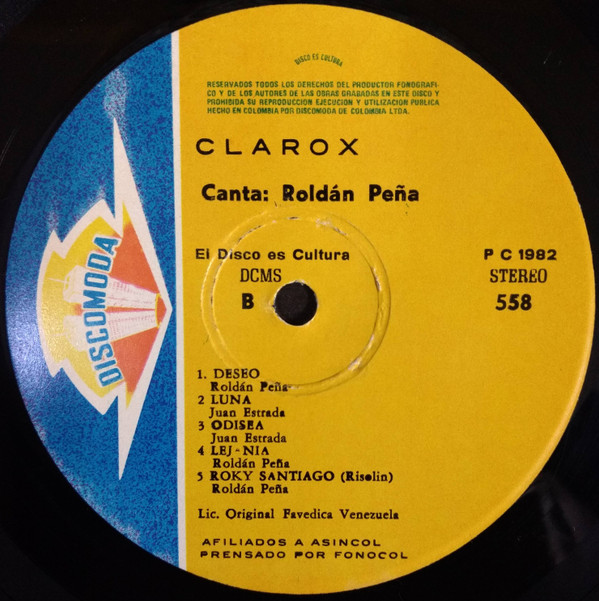 DISCO ES CULTURA
RESERVADOS TODOS LOS DERECHOS DEL PRODUCTOR FONOGRAFI-
CO Y DE LOS AUTORES DE LAS OBRAS GRABADAS EN ESTE DISCO Y
PROHIBIDA SU REPRODUCCION EJECUCION Y UTILIZACION PUBLICA
HECHO EN COLOMBIA POR DISCOMODA DE COLOMBIA LTDA.
CLAROX
Canta: Roldán Peña
El Disco es Cultura
P C 1982
DCMS
STEREO
B
558
DISCOMODA
1. DESEO
Roldán Peña
2 LUNA
Juan Estrada
3 ODISEA
Juan Estrada
4 LEJ-NIA
Roldán Peña
5 ROKY SANTIAGO (Risolin)
Roldán Peña
Lic. Original Favedica Venezuela
AFILIADOS A ASINCOL
PRENSADO POR FONOCOL